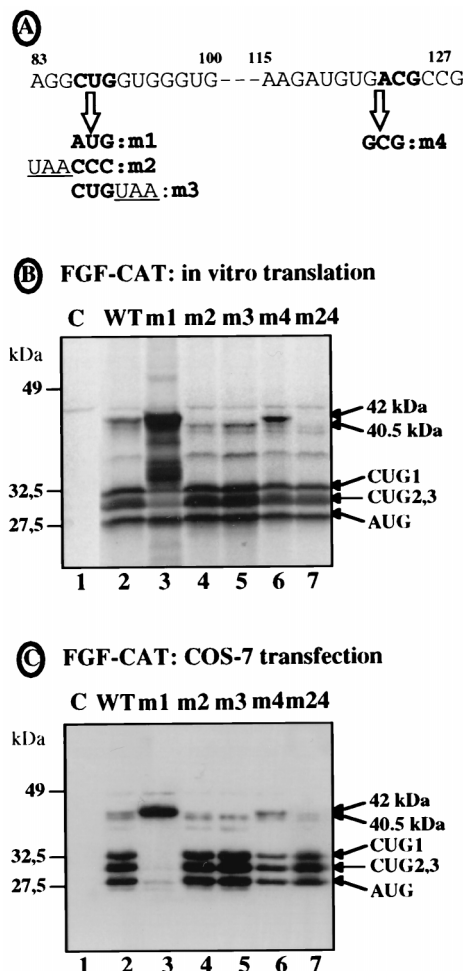 A
83 100 115 127
AGGCUGGUGGGUG---AAGAUGUGACGCCG
AUG:m1 GCG:m4
UAACCC:m2
CUGUAA:m3
B FGF-CAT: in vitro translation
C WT m1 m2 m3 m4 m24
kDa
49
42 kDa
40.5 kDa
CUG1
32,5
CUG2,3
27,5
AUG
1 2 3 4 5 6 7
C FGF-CAT: COS-7 transfection
C WT m1 m2 m3 m4 m24
kDa
49
42 kDa
40.5 kDa
CUG1
32,5
CUG2,3
27,5
AUG
1 2 3 4 5 6 7